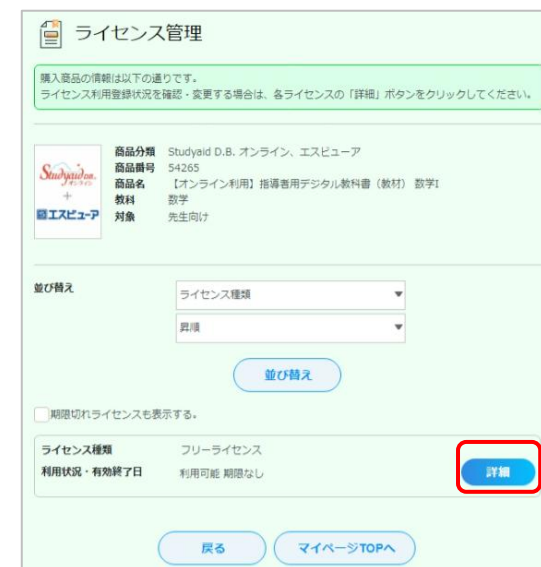 ライセンス管理
購入商品の情報は以下の通りです。
ライセンス利用登録状況を確認・変更する場合は、各ライセンスの「詳細」ボタンをクリックしてください。
商品分類 Studyaid D.B. オンライン、エスビューア
商品番号 54265
商品名 【オンライン利用】指導者用デジタル教科書（教材） 数学I
教科 数学
対象 先生向け
Studyaid D.B.
オンライン
+
エスビューア
並び替え
ライセンス種類
昇順
並び替え
期限切れライセンスも表示する。
ライセンス種類 フリーライセンス
利用状況・有効終了日 利用可能 期限なし
詳細
戻る マイページTOPへ